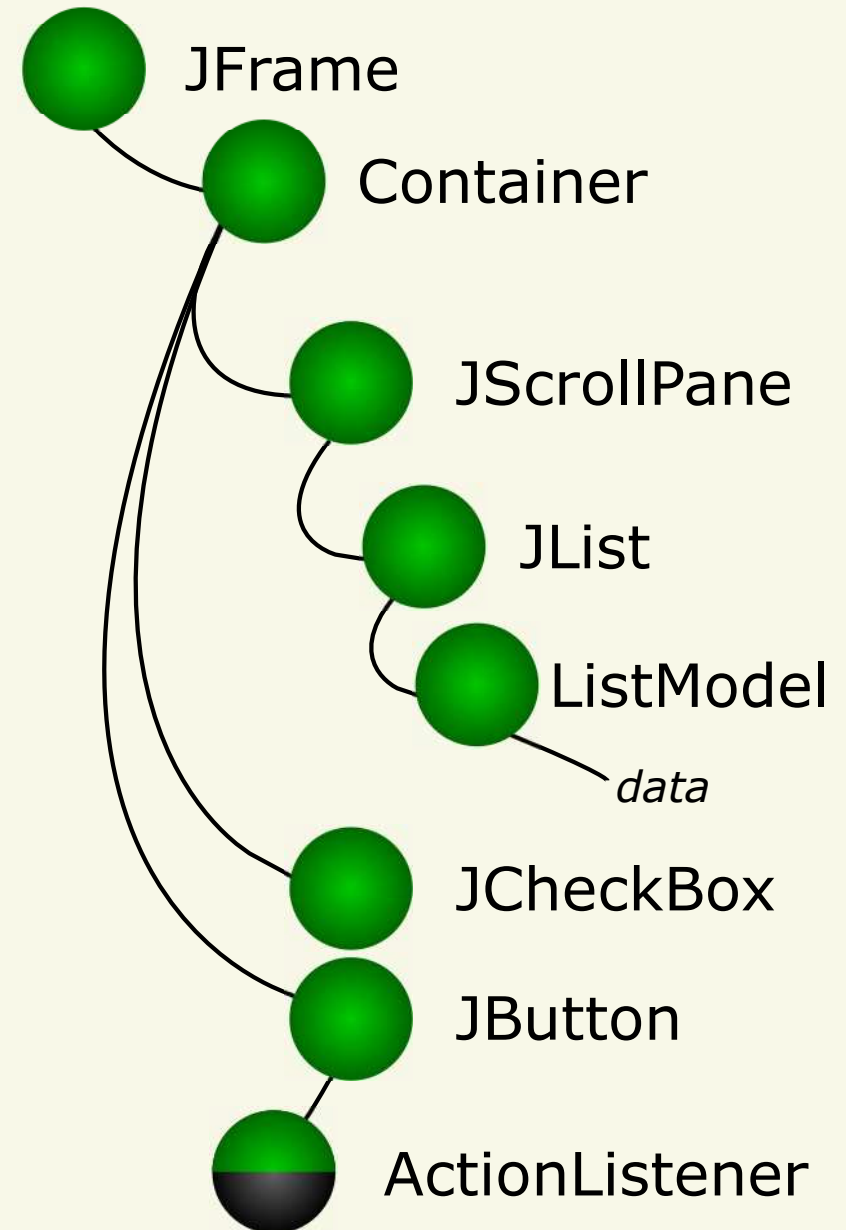 JFrame
Container
JScrollPane
JList
ListModel
data
JCheckBox
JButton
ActionListener